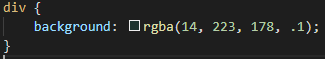 div {
    background: rgba(14, 223, 178, .1);
}